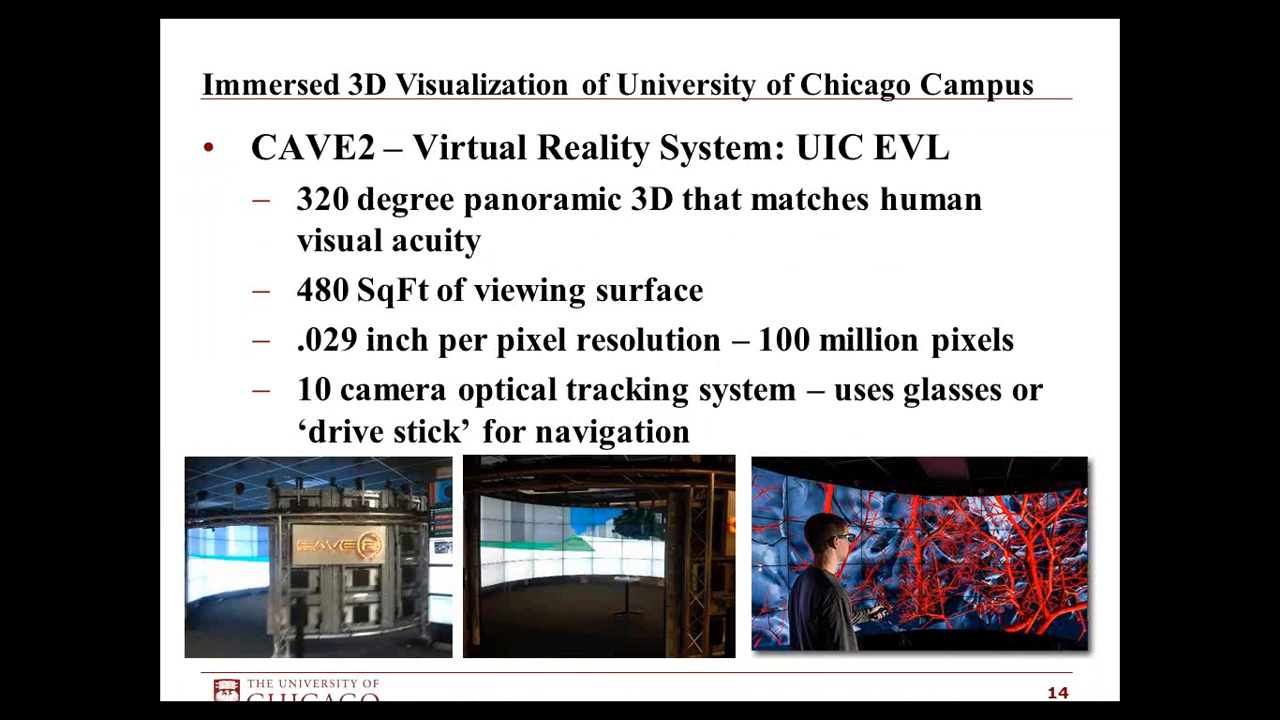 Immersed 3D Visualization of University of Chicago Campus
• CAVE2 – Virtual Reality System: UIC EVL
– 320 degree panoramic 3D that matches human
visual acuity
– 480 SqFt of viewing surface
– .029 inch per pixel resolution – 100 million pixels
– 10 camera optical tracking system – uses glasses or
‘drive stick’ for navigation
CAVE2
THE UNIVERSITY OF
CHICAGO
14